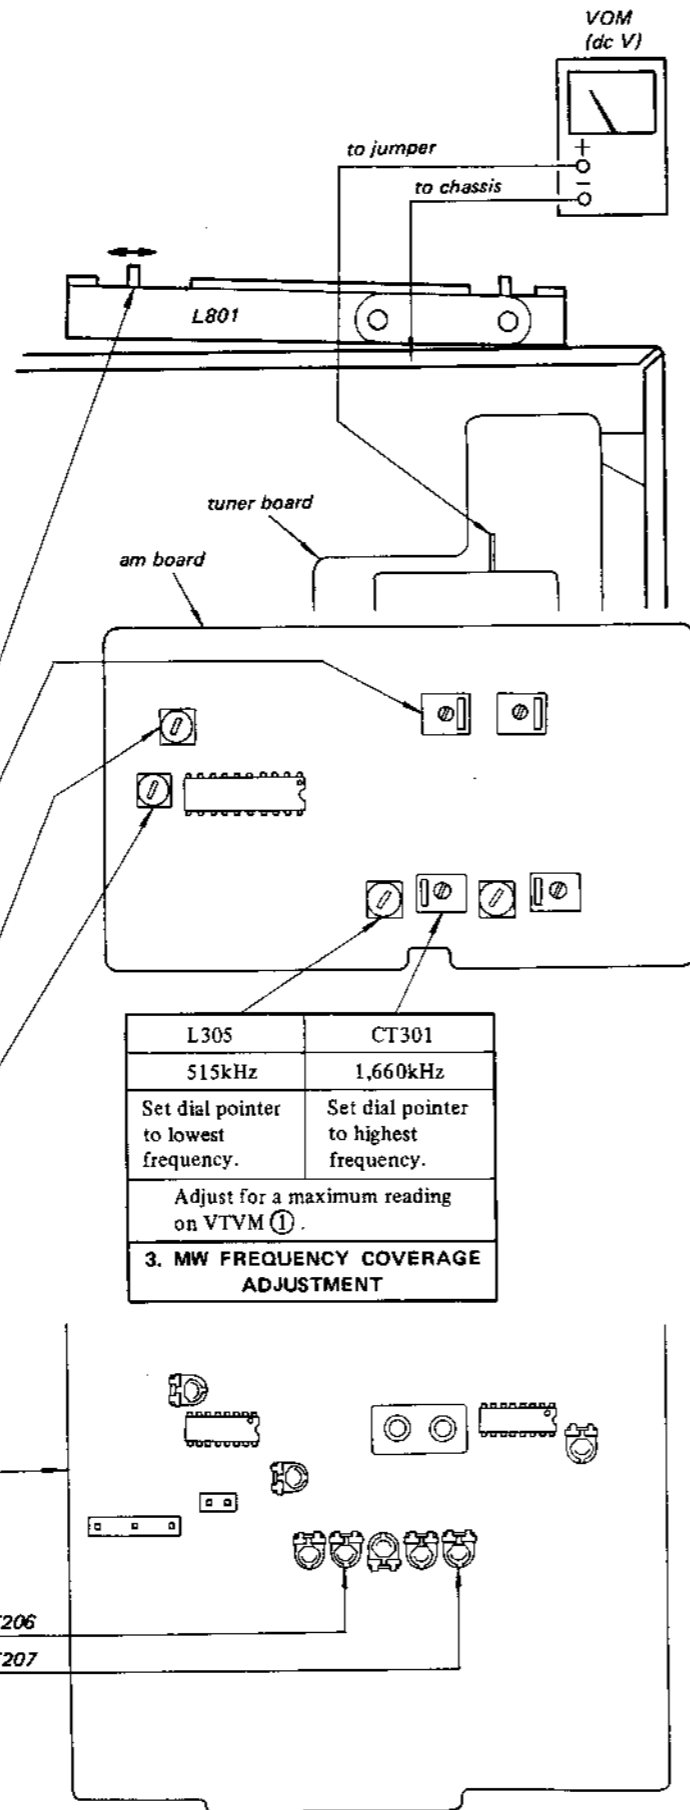 VOM
(dc V)
+
to jumper
−
to chassis
L801
tuner board
am board
L305 CT301
515kHz 1,660kHz
Set dial pointer Set dial pointer
to lowest to highest
frequency. frequency.
Adjust for a maximum reading
on VTVM ①.
3. MW FREQUENCY COVERAGE
ADJUSTMENT
206
207